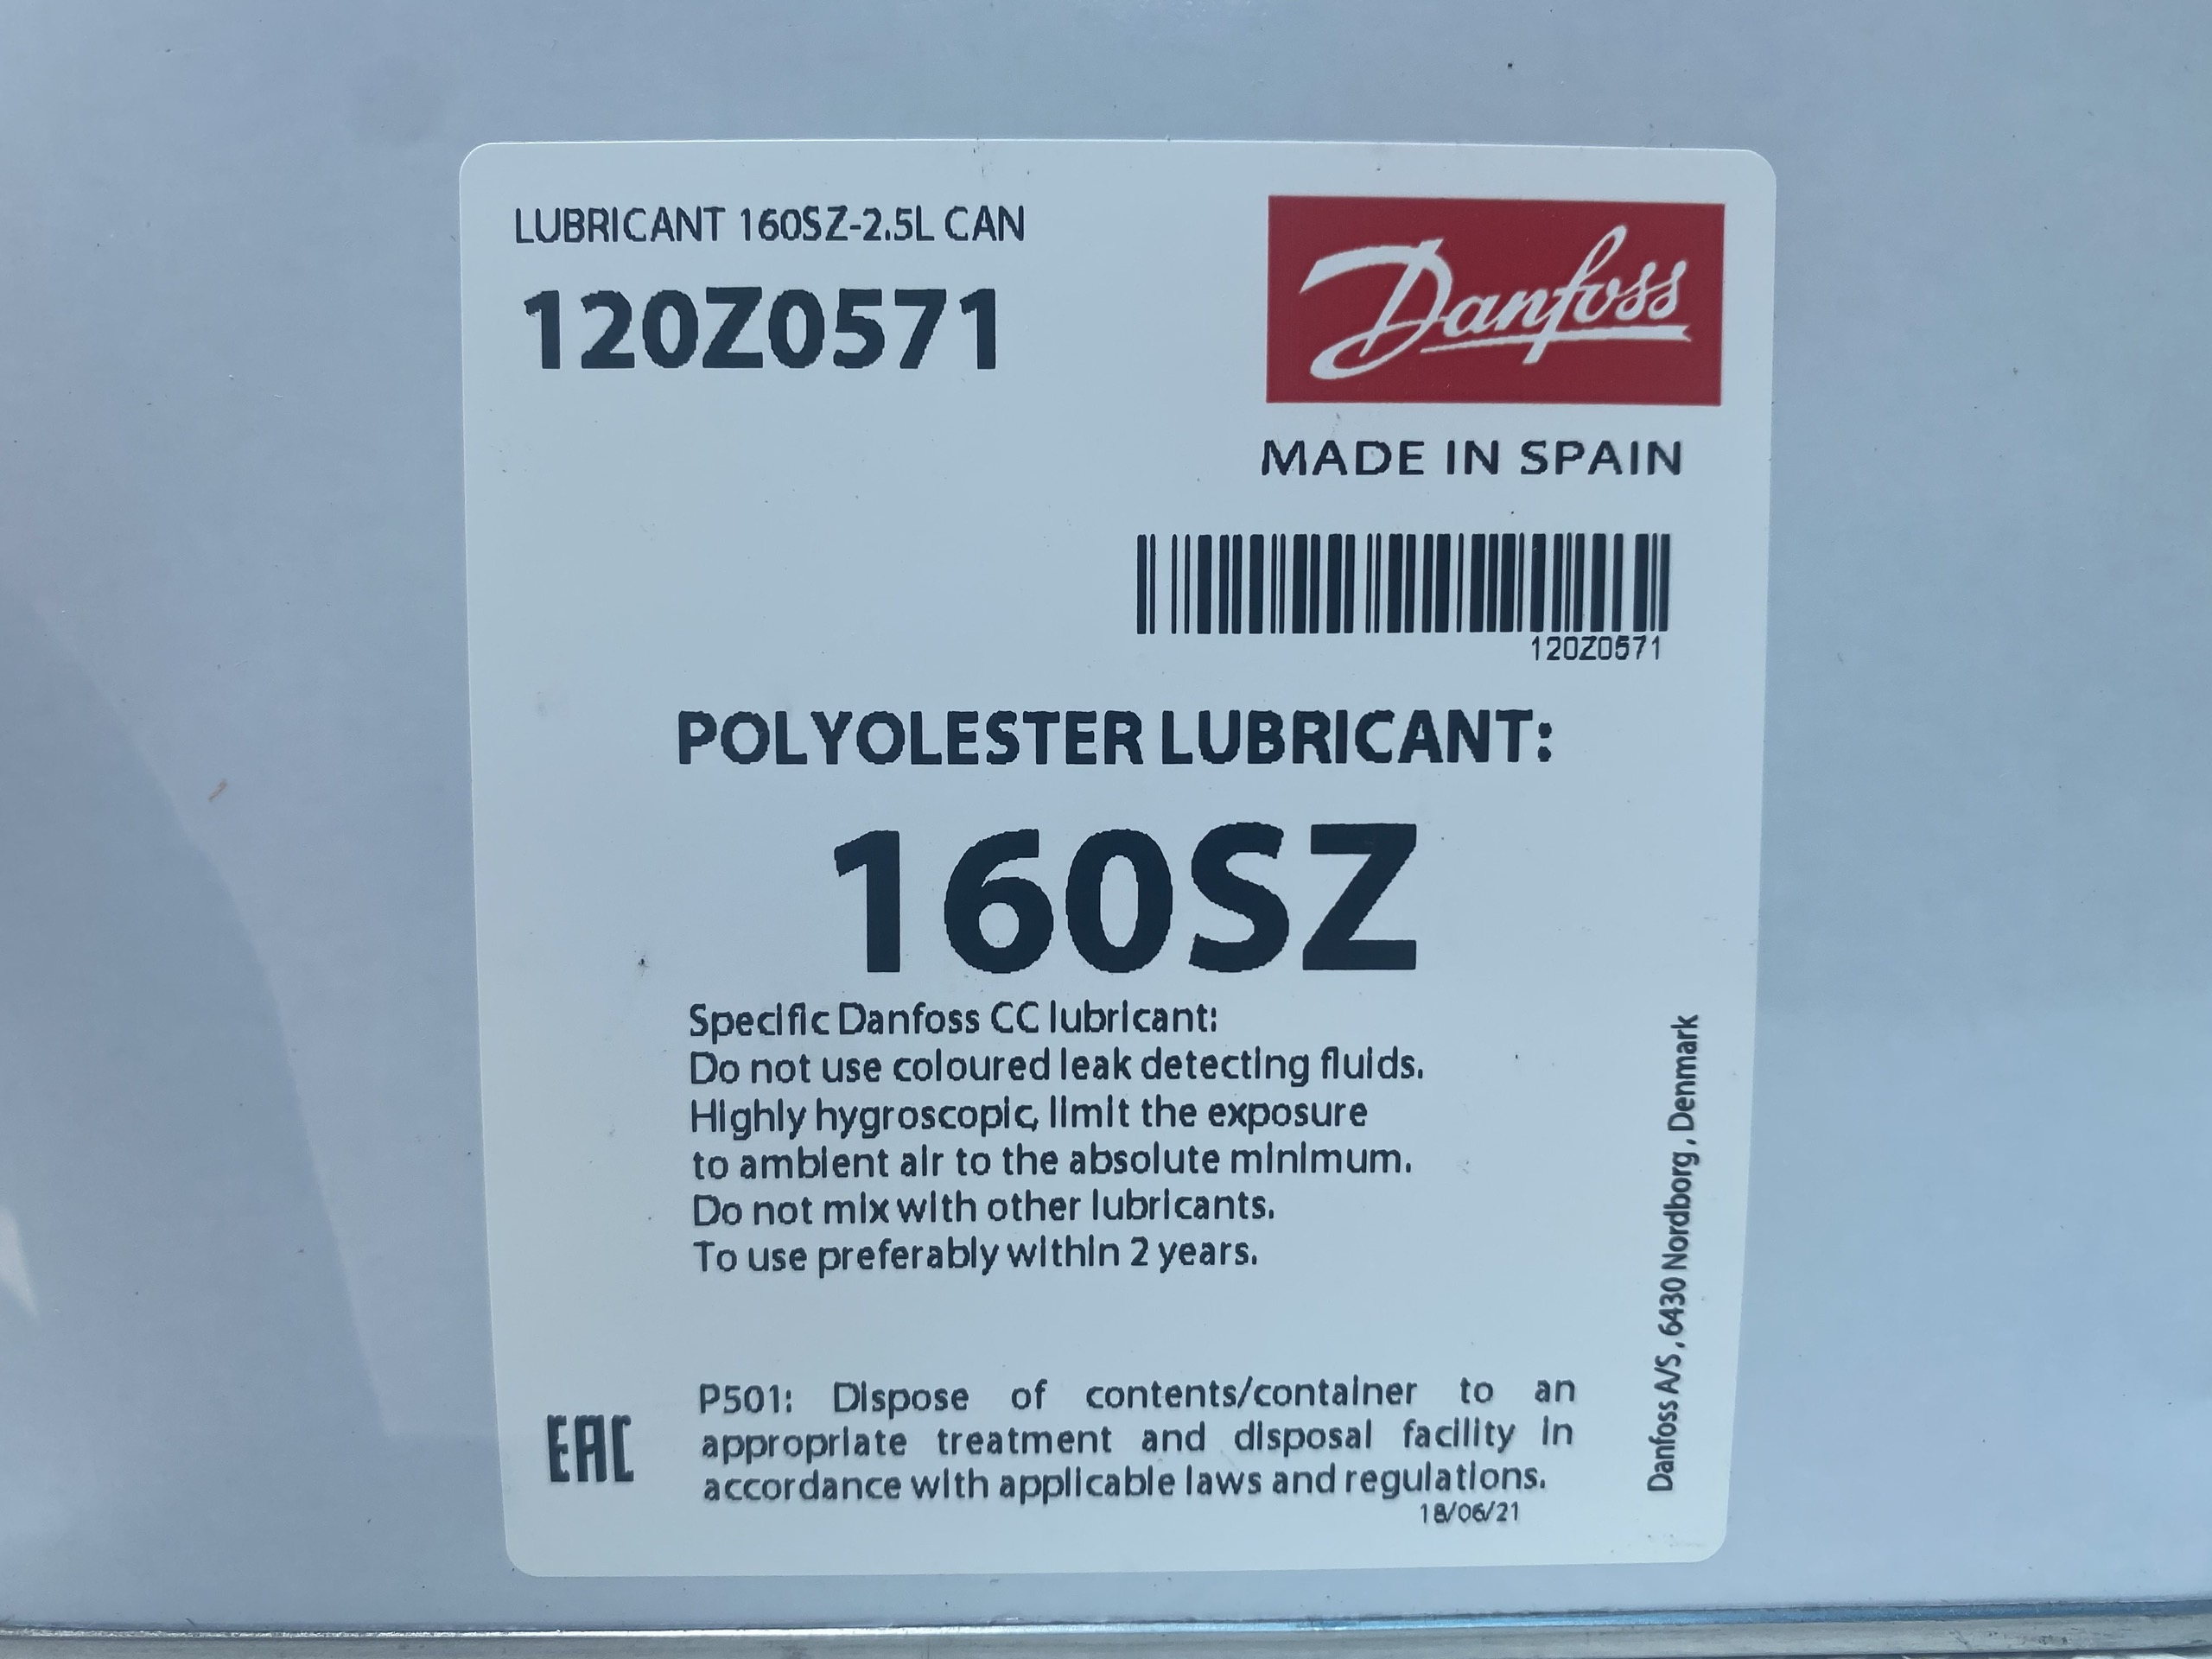 LUBRICANT 160SZ-2.5L CAN
120Z0571
Danfoss
MADE IN SPAIN
120Z0571
POLYOLESTER LUBRICANT:
160SZ
Specific Danfoss CC lubricant:
Do not use coloured leak detecting fluids.
Highly hygroscopic, limit the exposure
to ambient air to the absolute minimum.
Do not mix with other lubricants.
To use preferably within 2 years.
Danfoss A/S, 6430 Nordborg, Denmark
EAC
P501: Dispose of contents/container to an
appropriate treatment and disposal facility in
accordance with applicable laws and regulations.
18/06/21